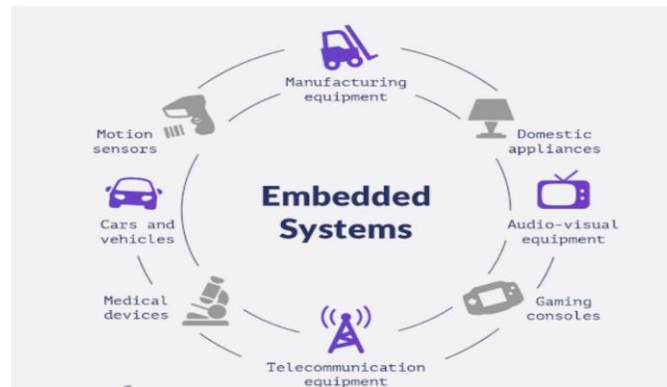 Manufacturing
equipment
Motion
sensors
Domestic
appliances
Embedded
Systems
Cars and
vehicles
Audio-visual
equipment
Medical
devices
Gaming
consoles
Telecommunication
equipment